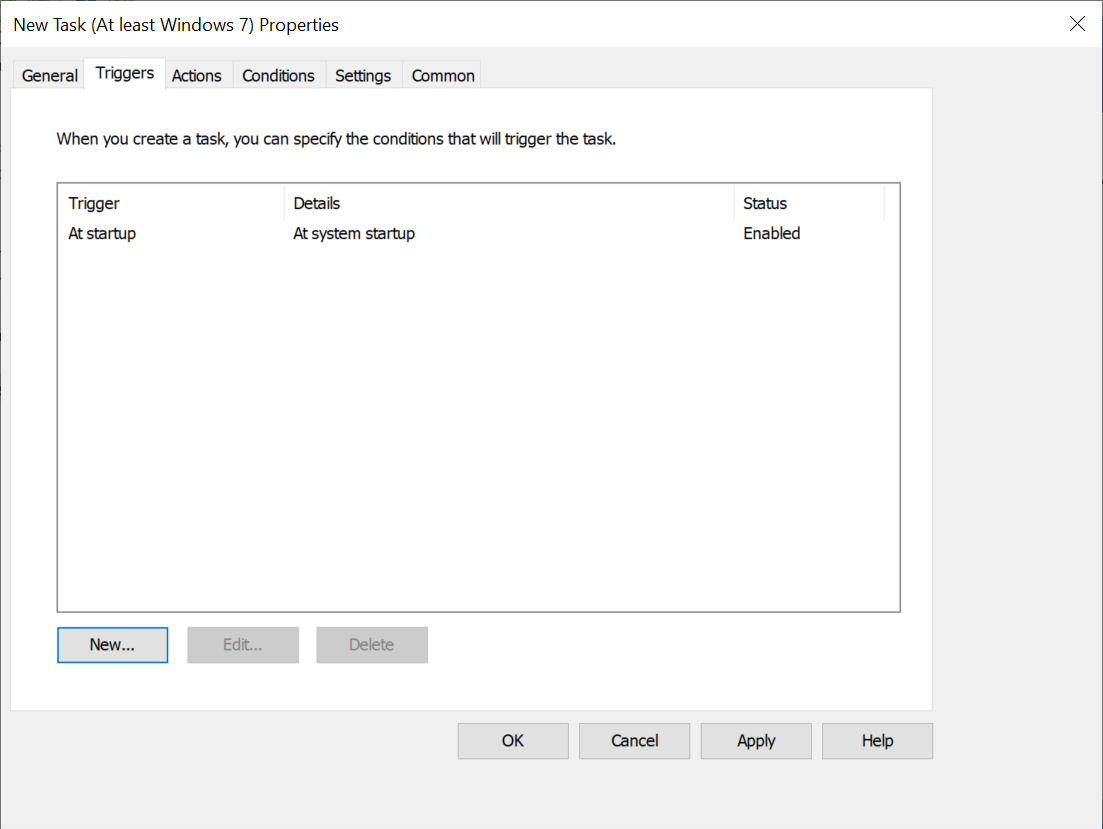 New Task (At least Windows 7) Properties
General Triggers Actions Conditions Settings Common
When you create a task, you can specify the conditions that will trigger the task.
Trigger Details Status
At startup At system startup Enabled
New... Edit... Delete
OK Cancel Apply Help